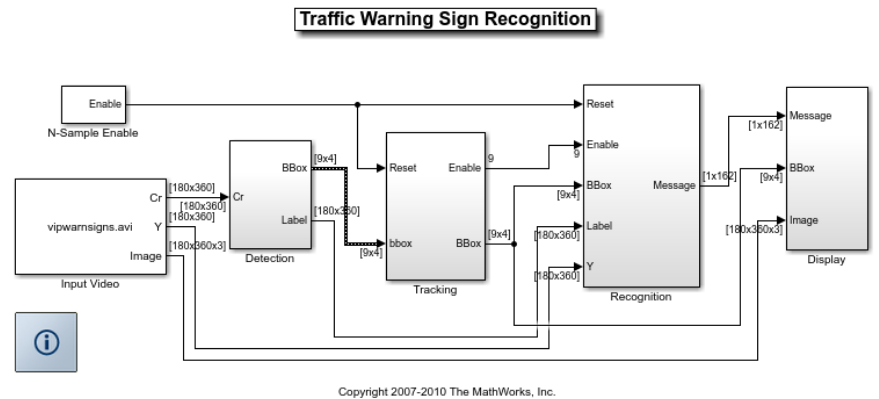 Traffic Warning Sign Recognition
Enable
N-Sample Enable
vipwarnsigns.avi
Cr
Y
Image
Input Video
[180x360]
[180x360]
[180x360]
[180x360x3]
Cr
BBox
Label
Detection
[9x4]
[180x360]
[9x4]
Reset
bbox
Enable
BBox
Tracking
9
[9x4]
9
[9x4]
[180x360]
[180x360]
Reset
Enable
BBox
Label
Y
Message
Recognition
[1x162]
[1x162]
[9x4]
[180x360x3]
Message
BBox
Image
Display
Copyright 2007-2010 The MathWorks, Inc.